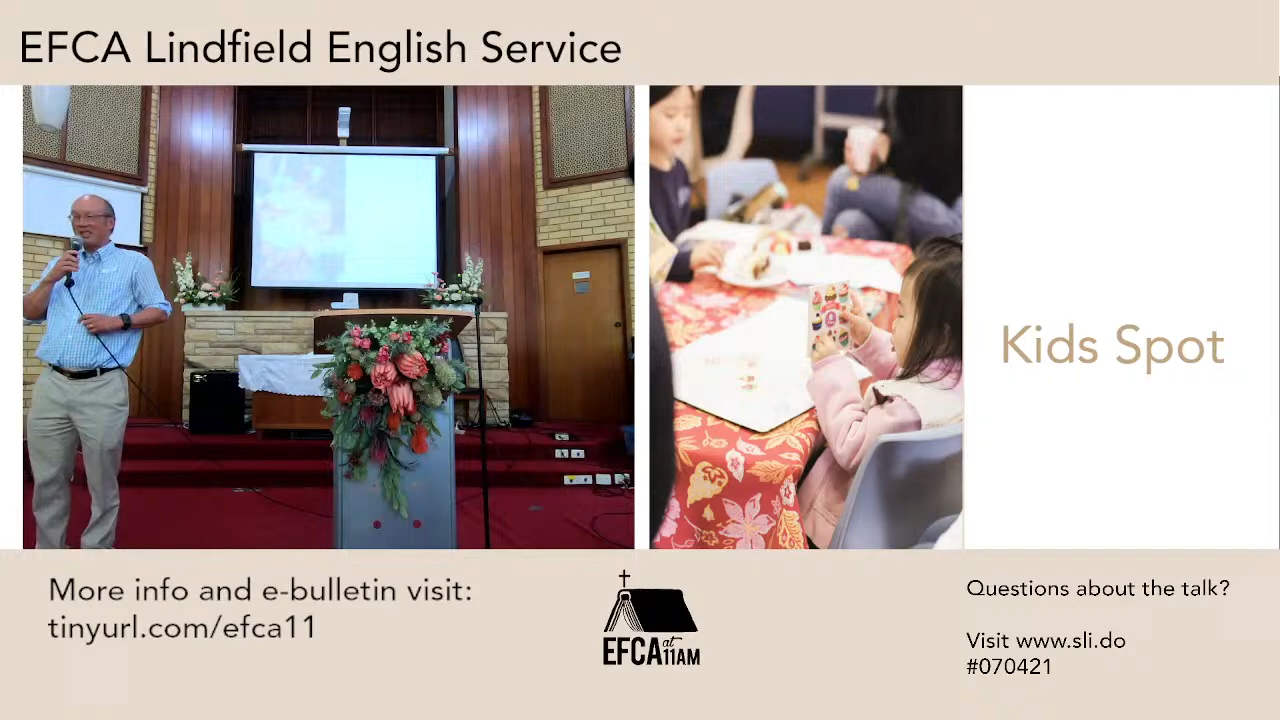 EFCA Lindfield English Service
Kids Spot
More info and e-bulletin visit:
tinyurl.com/efca11
EFCA at 11AM
Questions about the talk?
Visit www.sli.do
#070421